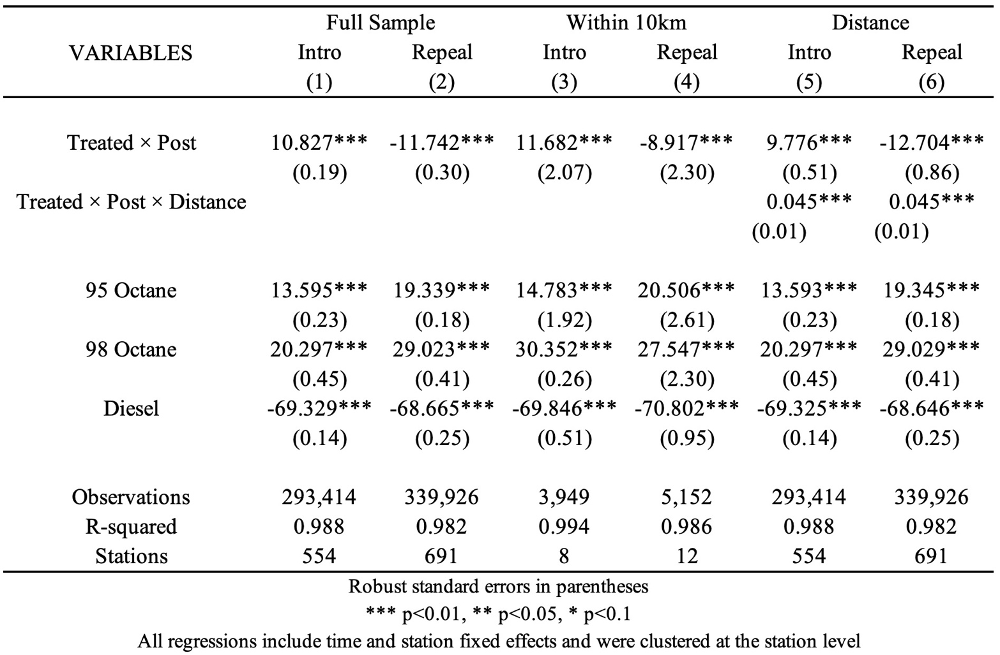 Full Sample Within 10km Distance
VARIABLES Intro Repeal Intro Repeal Intro Repeal
(1) (2) (3) (4) (5) (6)
Treated × Post 10.827*** -11.742*** 11.682*** -8.917*** 9.776*** -12.704***
(0.19) (0.30) (2.07) (2.30) (0.51) (0.86)
Treated × Post × Distance 0.045*** 0.045***
(0.01) (0.01)
95 Octane 13.595*** 19.339*** 14.783*** 20.506*** 13.593*** 19.345***
(0.23) (0.18) (1.92) (2.61) (0.23) (0.18)
98 Octane 20.297*** 29.023*** 30.352*** 27.547*** 20.297*** 29.029***
(0.45) (0.41) (0.26) (2.30) (0.45) (0.41)
Diesel -69.329*** -68.665*** -69.846*** -70.802*** -69.325*** -68.646***
(0.14) (0.25) (0.51) (0.95) (0.14) (0.25)
Observations 293,414 339,926 3,949 5,152 293,414 339,926
R-squared 0.988 0.982 0.994 0.986 0.988 0.982
Stations 554 691 8 12 554 691
Robust standard errors in parentheses
*** p<0.01, ** p<0.05, * p<0.1
All regressions include time and station fixed effects and were clustered at the station level